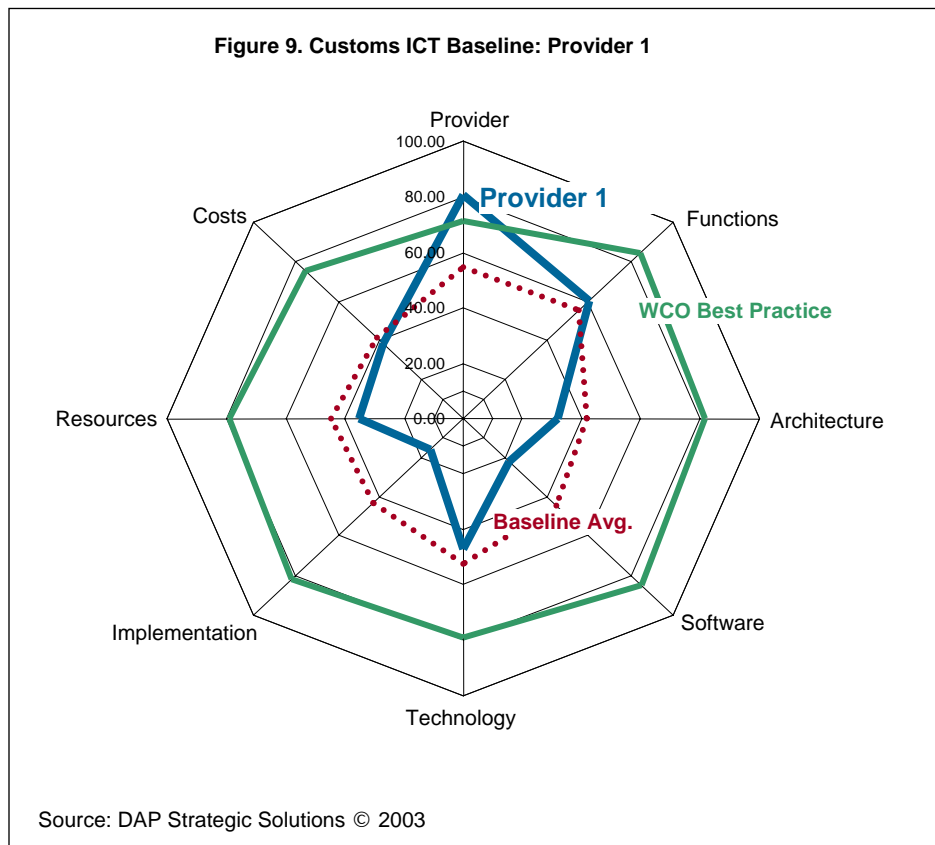 Figure 9. Customs ICT Baseline: Provider 1
Provider
100.00
80.00
Provider 1
Costs
Functions
60.00
WCO Best Practice
40.00
20.00
Resources
0.00
Architecture
Baseline Avg.
Implementation
Software
Technology
Source: DAP Strategic Solutions © 2003